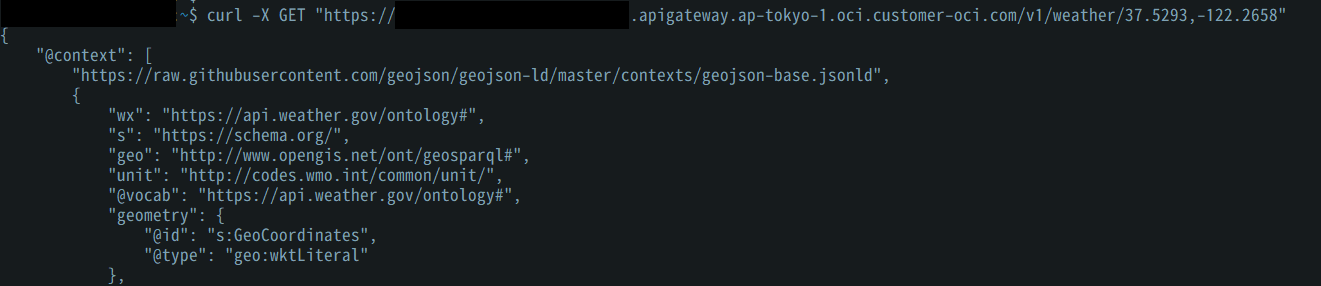 :~$ curl -X GET "https://.apigateway.ap-tokyo-1.oci.customer-oci.com/v1/weather/37.5293,-122.2658"
{
    "@context": [
        "https://raw.githubusercontent.com/geojson/geojson-ld/master/contexts/geojson-base.jsonld",
        {
            "wx": "https://api.weather.gov/ontology#",
            "s": "https://schema.org/",
            "geo": "http://www.opengis.net/ont/geosparql#",
            "unit": "http://codes.wmo.int/common/unit/",
            "@vocab": "https://api.weather.gov/ontology#",
            "geometry": {
                "@id": "s:GeoCoordinates",
                "@type": "geo:wktLiteral"
            },